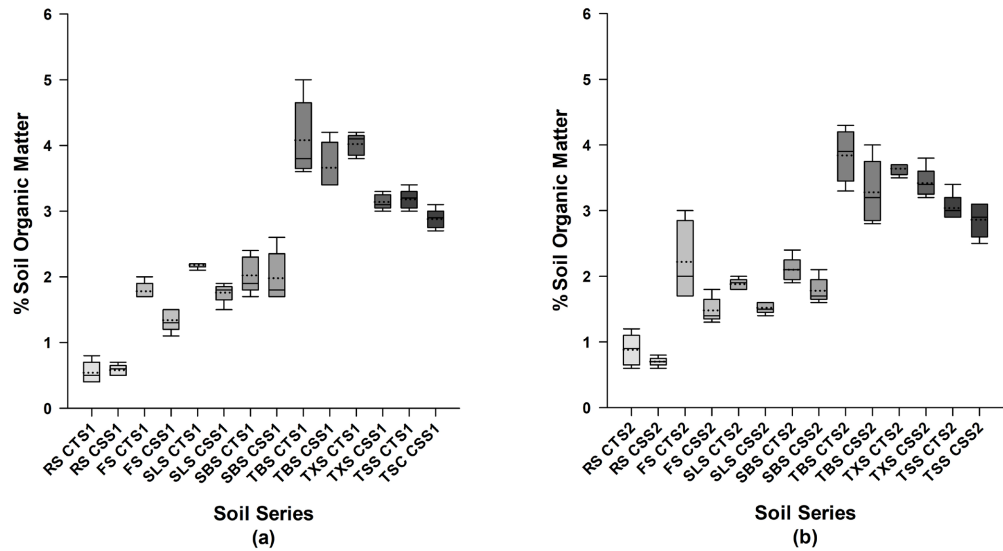 % Soil Organic Matter
6
5
4
3
2
1
0
RS CTS1
RS CSS1
FS CTS1
FS CSS1
SLS CTS1
SLS CSS1
SBS CTS1
SBS CSS1
TBS CTS1
TBS CSS1
TXS CTS1
TXS CSS1
TSS CTS1
TSC CSS1
Soil Series
(a)
% Soil Organic Matter
6
5
4
3
2
1
0
RS CTS2
RS CSS2
FS CTS2
FS CSS2
SLS CTS2
SLS CSS2
SBS CTS2
SBS CSS2
TBS CTS2
TBS CSS2
TXS CTS2
TXS CSS2
TSS CTS2
TSS CSS2
Soil Series
(b)